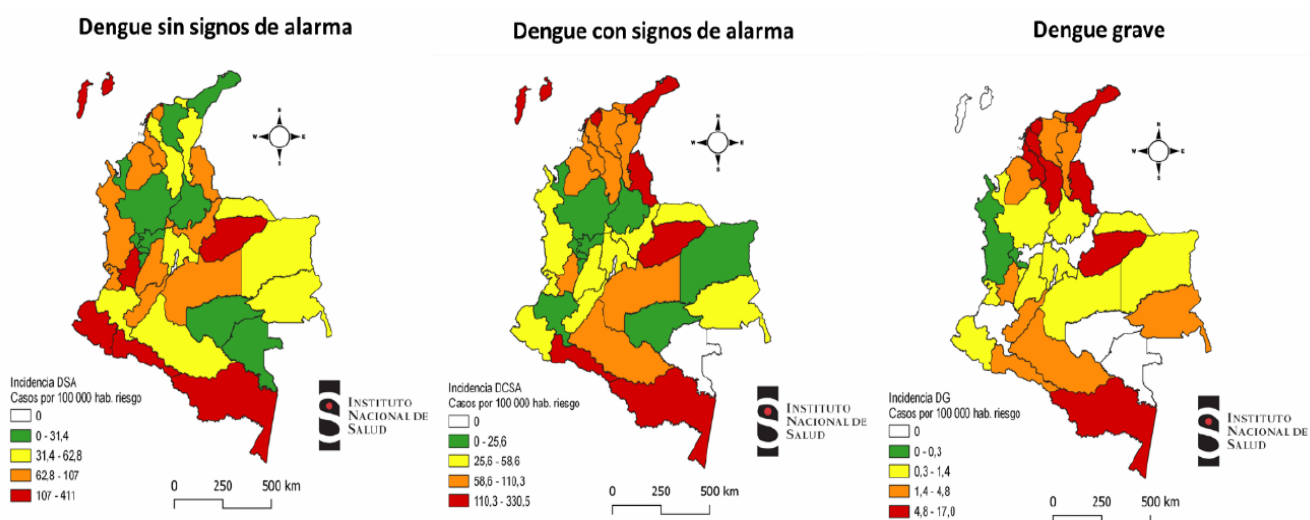 Dengue sin signos de alarma
Dengue con signos de alarma
Dengue grave
N
W E
S
N
W E
S
N
W E
S
Incidencia DSA
Casos por 100 000 hab. riesgo
0
0 - 31,4
31,4 - 62,8
62,8 - 107
107 - 411
INSTITUTO
NACIONAL DE
SALUD
0 250 500 km
Incidencia DCSA
Casos por 100 000 hab. riesgo
0
0 - 25,6
25,6 - 58,6
58,6 - 110,3
110,3 - 330,5
INSTITUTO
NACIONAL DE
SALUD
0 250 500 km
Incidencia DG
Casos por 100 000 hab. riesgo
0
0 - 0,3
0,3 - 1,4
1,4 - 4,8
4,8 - 17,0
INSTITUTO
NACIONAL DE
SALUD
0 250 500 km